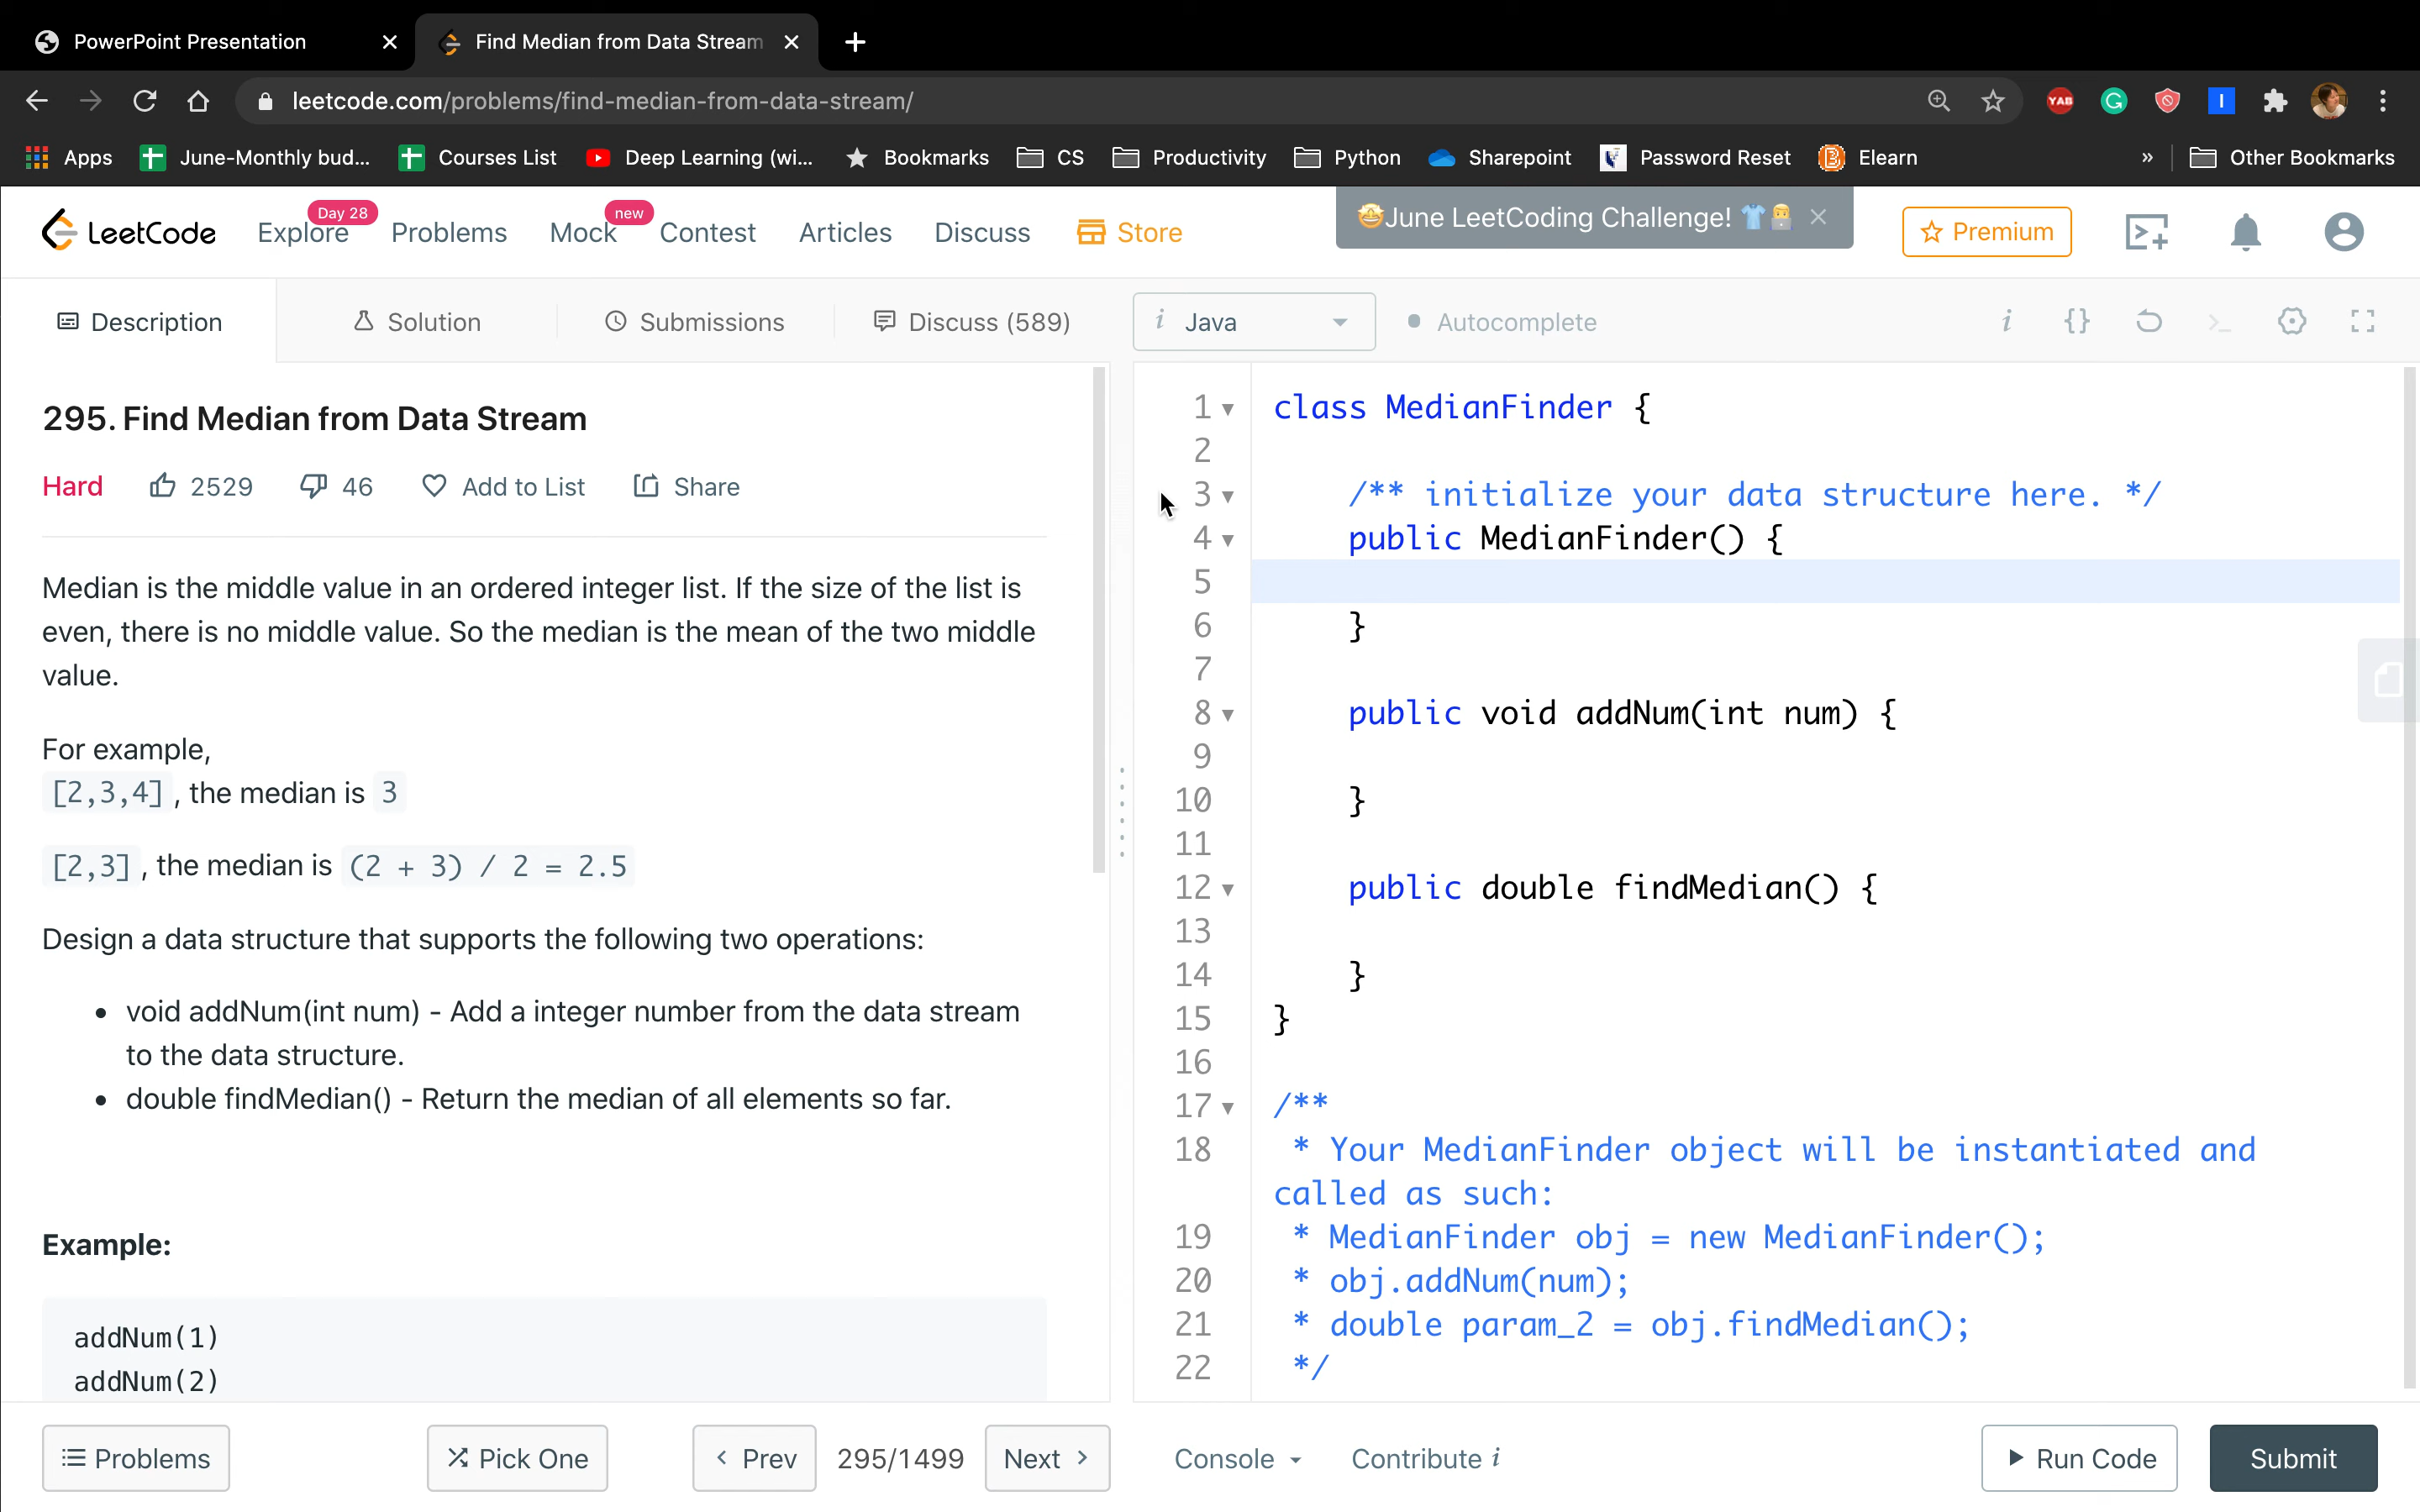 PowerPoint Presentation
Find Median from Data Stream
leetcode.com/problems/find-median-from-data-stream/
YAB
Apps June-Monthly bud... Courses List Deep Learning (wi... Bookmarks CS Productivity Python Sharepoint Password Reset Elearn » Other Bookmarks
LeetCode Explore Day 28 Problems Mock new Contest Articles Discuss Store
June LeetCoding Challenge!
Premium
Description Solution Submissions Discuss (589)
i Java Autocomplete i {} >_
295. Find Median from Data Stream
Hard 2529 46 Add to List Share
Median is the middle value in an ordered integer list. If the size of the list is
even, there is no middle value. So the median is the mean of the two middle
value.
For example,
[2,3,4] , the median is 3
[2,3] , the median is (2 + 3) / 2 = 2.5
Design a data structure that supports the following two operations:
• void addNum(int num) - Add a integer number from the data stream
to the data structure.
• double findMedian() - Return the median of all elements so far.
Example:
addNum(1)
addNum(2)
1 class MedianFinder {
2
3 /** initialize your data structure here. */
4 public MedianFinder() {
5
6 }
7
8 public void addNum(int num) {
9
10 }
11
12 public double findMedian() {
13
14 }
15 }
16
17 /**
18 * Your MedianFinder object will be instantiated and
called as such:
19 * MedianFinder obj = new MedianFinder();
20 * obj.addNum(num);
21 * double param_2 = obj.findMedian();
22 */
Problems Pick One < Prev 295/1499 Next > Console Contribute i Run Code Submit